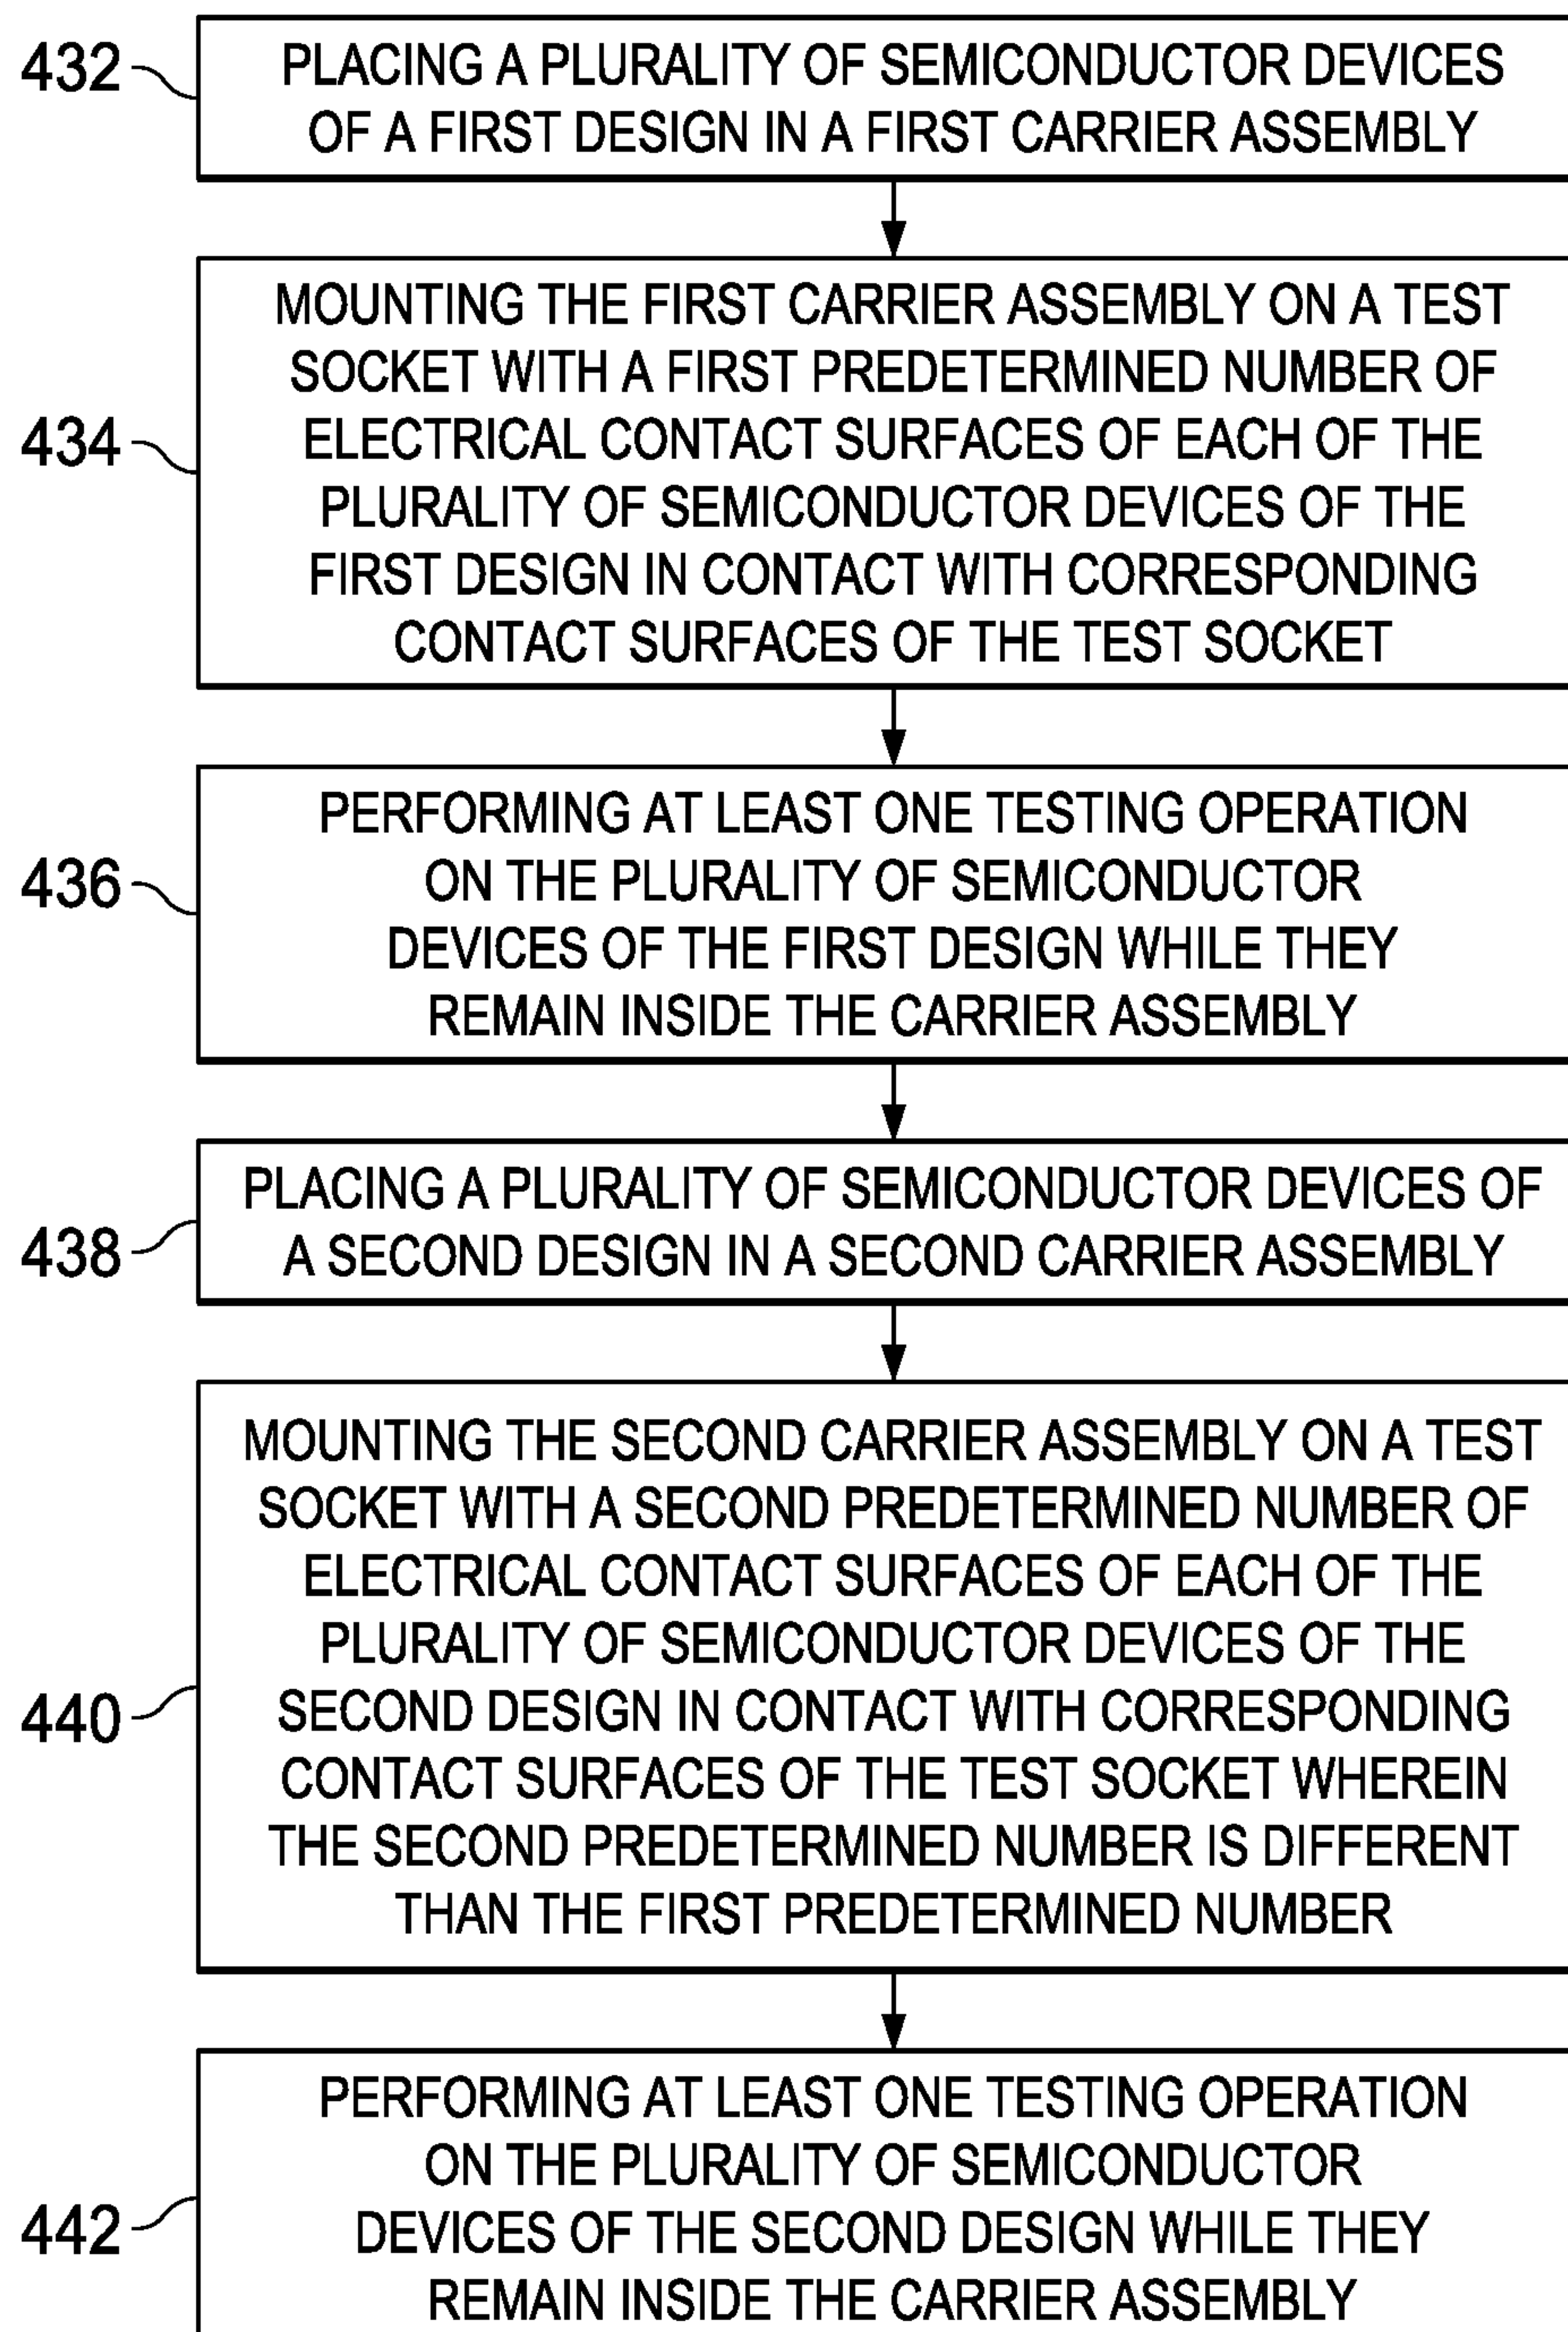 432
PLACING A PLURALITY OF SEMICONDUCTOR DEVICES
OF A FIRST DESIGN IN A FIRST CARRIER ASSEMBLY
434
MOUNTING THE FIRST CARRIER ASSEMBLY ON A TEST
SOCKET WITH A FIRST PREDETERMINED NUMBER OF
ELECTRICAL CONTACT SURFACES OF EACH OF THE
PLURALITY OF SEMICONDUCTOR DEVICES OF THE
FIRST DESIGN IN CONTACT WITH CORRESPONDING
CONTACT SURFACES OF THE TEST SOCKET
436
PERFORMING AT LEAST ONE TESTING OPERATION
ON THE PLURALITY OF SEMICONDUCTOR
DEVICES OF THE FIRST DESIGN WHILE THEY
REMAIN INSIDE THE CARRIER ASSEMBLY
438
PLACING A PLURALITY OF SEMICONDUCTOR DEVICES OF
A SECOND DESIGN IN A SECOND CARRIER ASSEMBLY
440
MOUNTING THE SECOND CARRIER ASSEMBLY ON A TEST
SOCKET WITH A SECOND PREDETERMINED NUMBER OF
ELECTRICAL CONTACT SURFACES OF EACH OF THE
PLURALITY OF SEMICONDUCTOR DEVICES OF THE
SECOND DESIGN IN CONTACT WITH CORRESPONDING
CONTACT SURFACES OF THE TEST SOCKET WHEREIN
THE SECOND PREDETERMINED NUMBER IS DIFFERENT
THAN THE FIRST PREDETERMINED NUMBER
442
PERFORMING AT LEAST ONE TESTING OPERATION
ON THE PLURALITY OF SEMICONDUCTOR
DEVICES OF THE SECOND DESIGN WHILE THEY
REMAIN INSIDE THE CARRIER ASSEMBLY